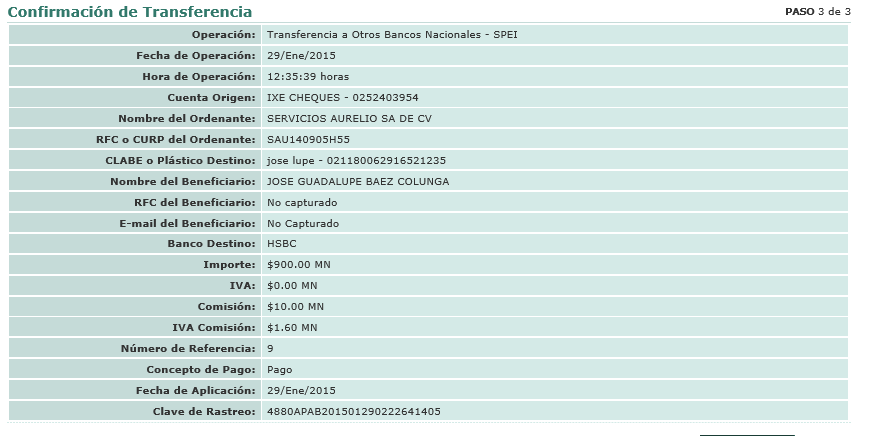 Confirmación de Transferencia PASO 3 de 3
Operación: Transferencia a Otros Bancos Nacionales - SPEI
Fecha de Operación: 29/Ene/2015
Hora de Operación: 12:35:39 horas
Cuenta Origen: IXE CHEQUES - 0252403954
Nombre del Ordenante: SERVICIOS AURELIO SA DE CV
RFC o CURP del Ordenante: SAU140905H55
CLABE o Plástico Destino: jose lupe - 021180062916521235
Nombre del Beneficiario: JOSE GUADALUPE BAEZ COLUNGA
RFC del Beneficiario: No capturado
E-mail del Beneficiario: No Capturado
Banco Destino: HSBC
Importe: $900.00 MN
IVA: $0.00 MN
Comisión: $10.00 MN
IVA Comisión: $1.60 MN
Número de Referencia: 9
Concepto de Pago: Pago
Fecha de Aplicación: 29/Ene/2015
Clave de Rastreo: 4880APAB201501290222641405